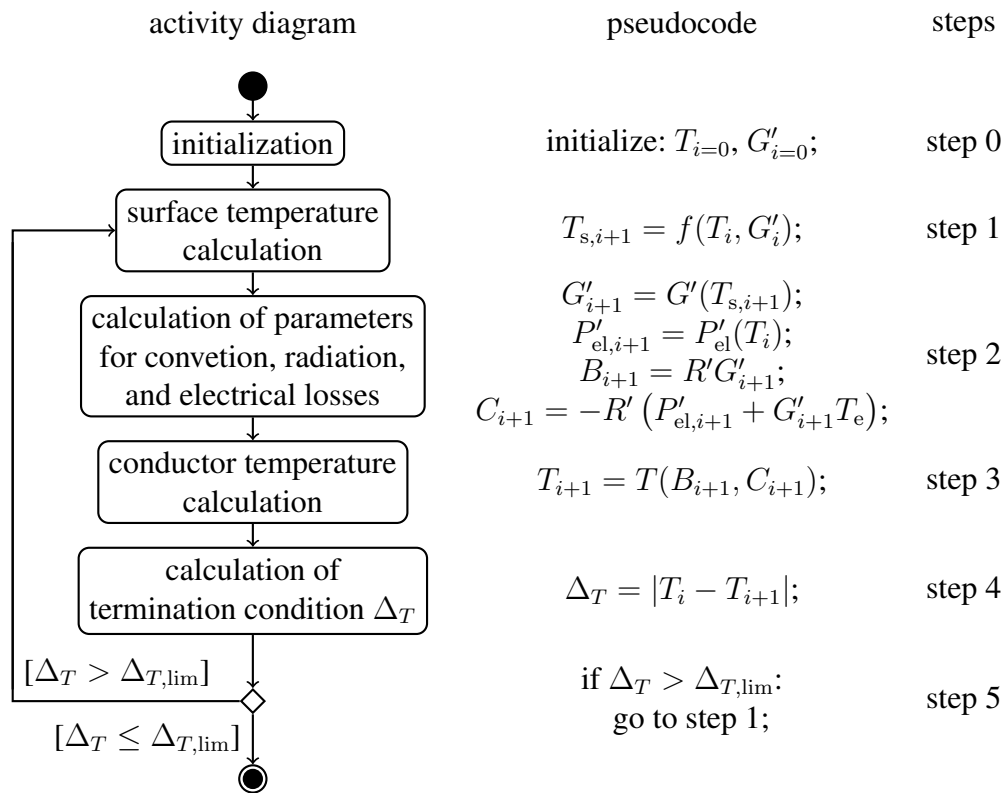 activity diagram pseudocode steps
initialization initialize: T_{i=0}, G'_{i=0}; step 0
surface temperature
calculation
T_{s,i+1} = f(T_i, G'_i); step 1
calculation of parameters
for convetion, radiation,
and electrical losses
G'_{i+1} = G'(T_{s,i+1});
P'_{el,i+1} = P'_{el}(T_i);
B_{i+1} = R'G'_{i+1};
C_{i+1} = −R' (P'_{el,i+1} + G'_{i+1}T_e);
step 2
conductor temperature
calculation
T_{i+1} = T(B_{i+1}, C_{i+1}); step 3
calculation of
termination condition Δ_T
Δ_T = |T_i − T_{i+1}|; step 4
[Δ_T > Δ_{T,lim}]
[Δ_T ≤ Δ_{T,lim}]
if Δ_T > Δ_{T,lim}:
go to step 1;
step 5